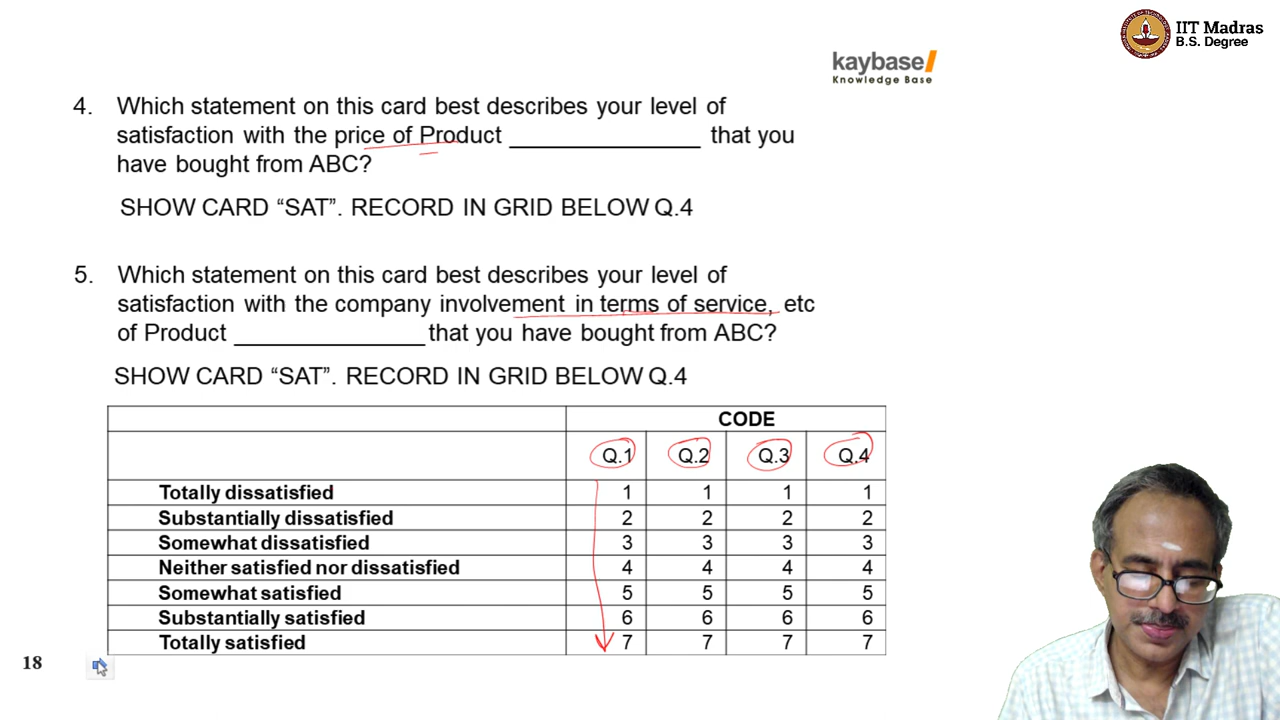 IIT Madras
B.S. Degree
kaybase
Knowledge Base
4. Which statement on this card best describes your level of
satisfaction with the price of Product ________________ that you
have bought from ABC?
SHOW CARD “SAT”. RECORD IN GRID BELOW Q.4
5. Which statement on this card best describes your level of
satisfaction with the company involvement in terms of service, etc
of Product ________________ that you have bought from ABC?
SHOW CARD “SAT”. RECORD IN GRID BELOW Q.4
CODE
Q.1 Q.2 Q.3 Q.4
Totally dissatisfied 1 1 1 1
Substantially dissatisfied 2 2 2 2
Somewhat dissatisfied 3 3 3 3
Neither satisfied nor dissatisfied 4 4 4 4
Somewhat satisfied 5 5 5 5
Substantially satisfied 6 6 6 6
Totally satisfied 7 7 7 7
18